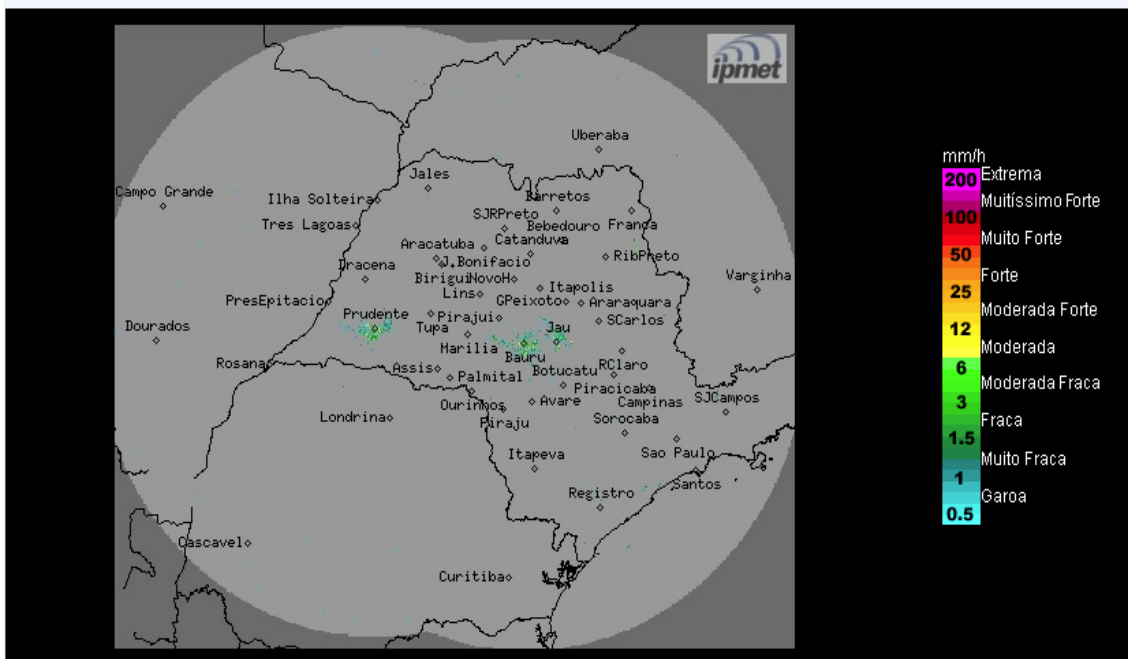 ipmet
Uberaba
Jales
Campo Grande
Ilha Solteira
Barretos
SJRPreto
Tres Lagoas
Bebedouro
Franca
Aracatuba
Catanduva
J.Bonifacio
RibPreto
Dracena
Birigui
NovoH
Varginha
Lins
Itapolis
PresEpitacio
GPeixoto
Araraquara
Prudente
Pirajui
SCarlos
Dourados
Tupa
Jau
Marilia
Bauru
Rosana
Assis
Botucatu
RClaro
Palmital
Piracicaba
Ourinhos
Avare
Campinas
SJCampos
Londrina
Piraju
Sorocaba
Itapeva
Sao Paulo
Santos
Registro
Cascavel
Curitiba
mm/h
200 Extrema
Muitíssimo Forte
100
Muito Forte
50
Forte
25
Moderada Forte
12
Moderada
6
Moderada Fraca
3
Fraca
1.5
Muito Fraca
1
Garoa
0.5